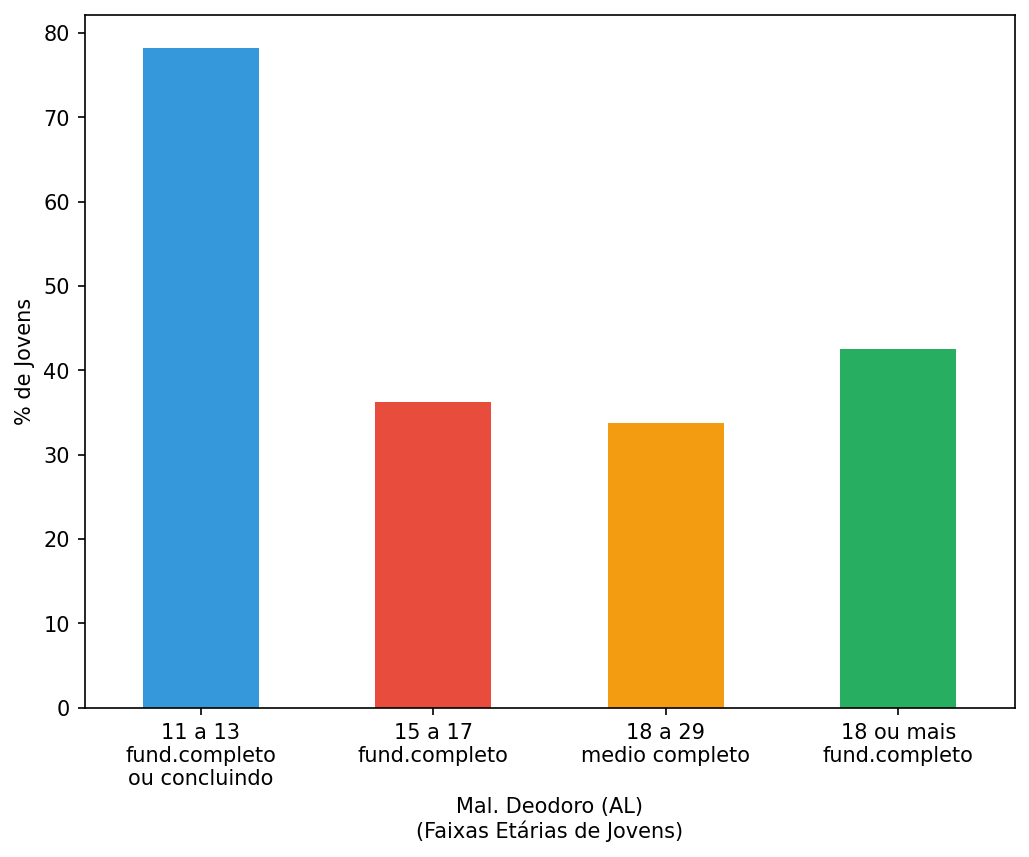 80
70
60
50
40
30
20
10
0
% de Jovens
11 a 13
fund.completo
ou concluindo
15 a 17
fund.completo
18 a 29
medio completo
18 ou mais
fund.completo
Mal. Deodoro (AL)
(Faixas Etárias de Jovens)